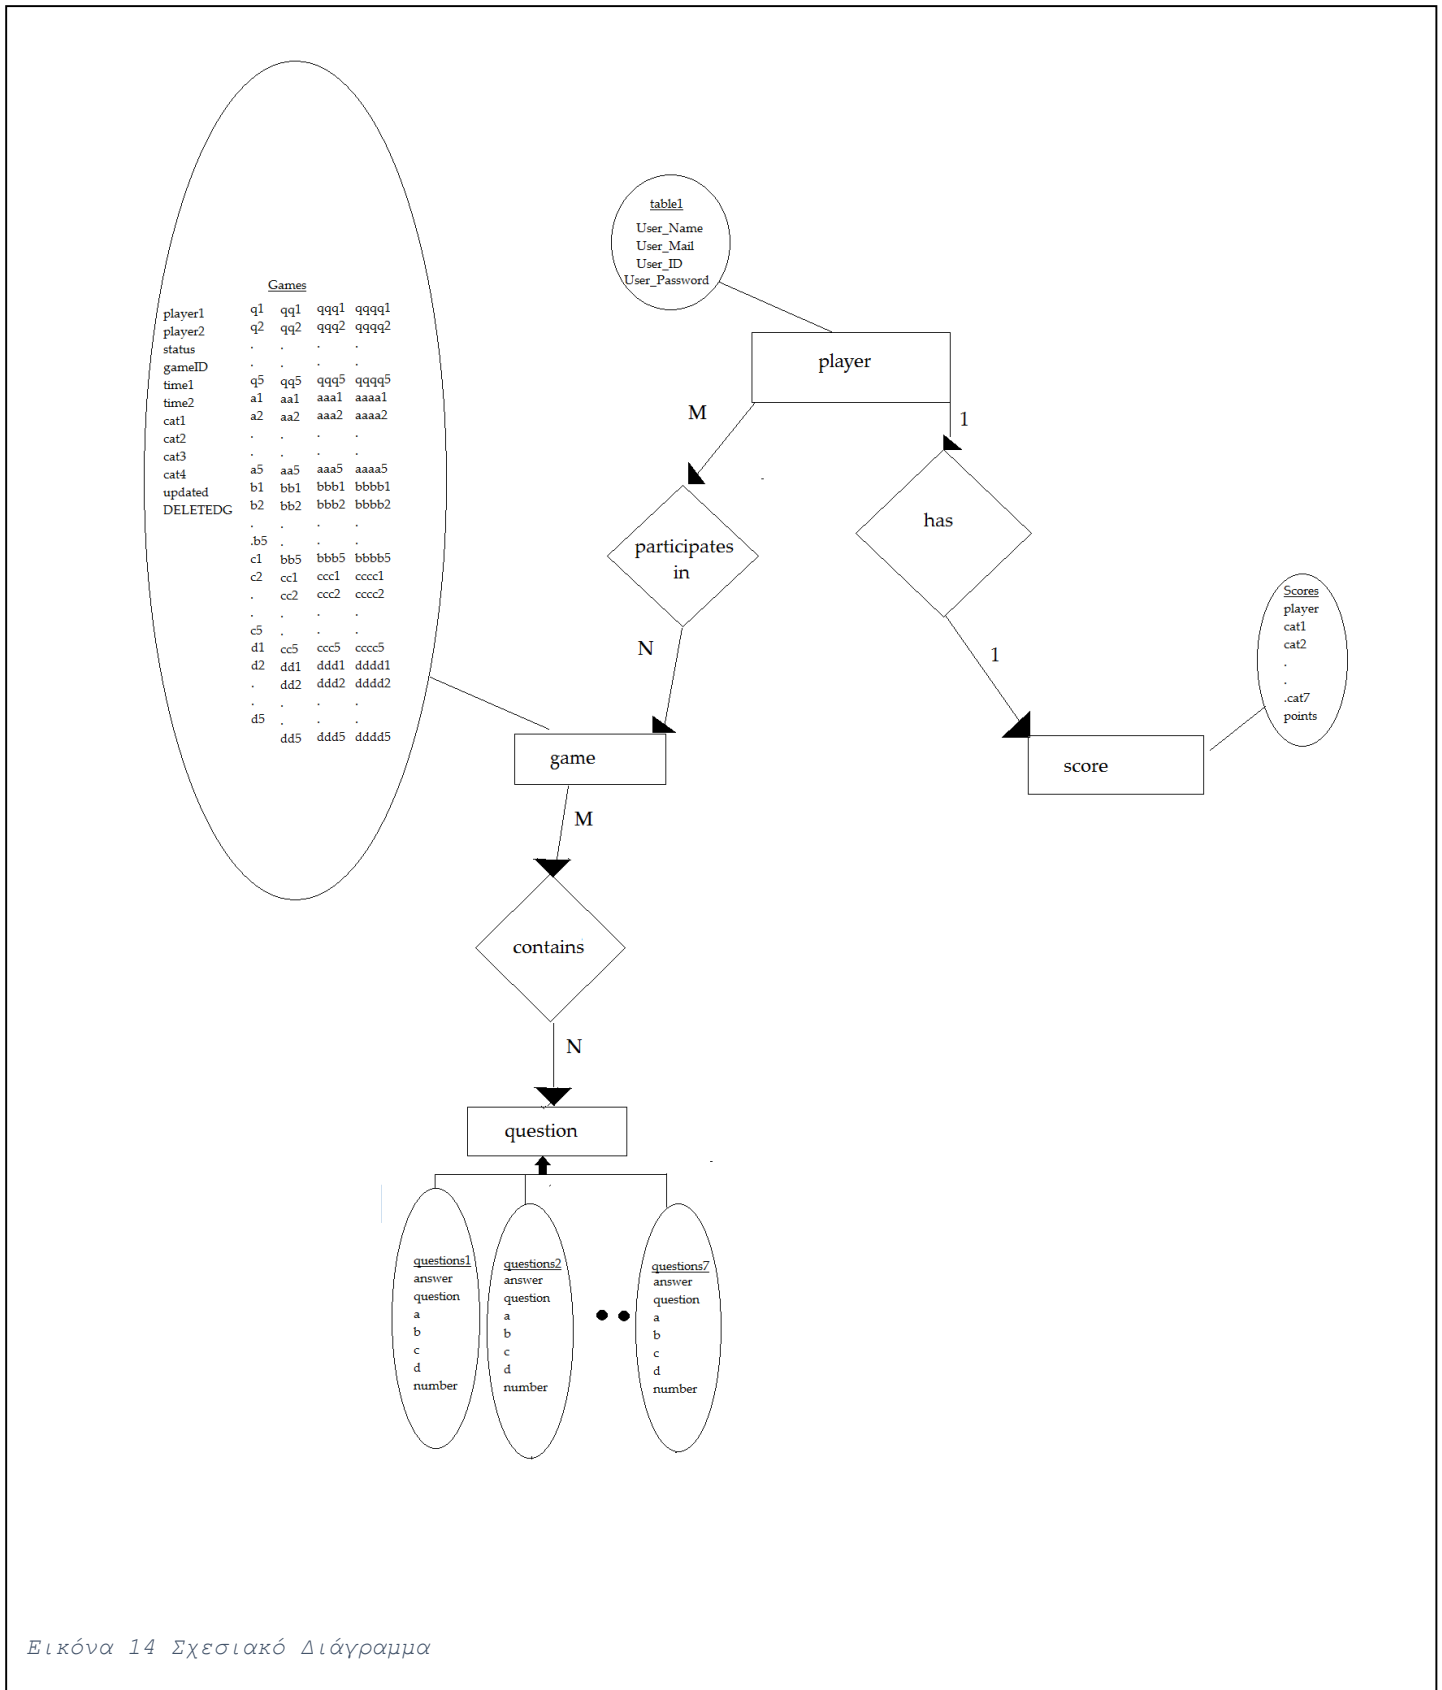 table1
User_Name
User_Mail
User_ID
User_Password
Games
player1
player2
status
gameID
time1
time2
cat1
cat2
cat3
cat4
updated
DELETEDG
q1 qq1 qqq1 qqqq1
q2 qq2 qqq2 qqqq2
. . . .
. . . .
q5 qq5 qqq5 qqqq5
a1 aa1 aaa1 aaaa1
a2 aa2 aaa2 aaaa2
. . . .
. . . .
a5 aa5 aaa5 aaaa5
b1 bb1 bbb1 bbbb1
b2 bb2 bbb2 bbbb2
. . . .
.b5 . . .
c1 bb5 bbb5 bbbb5
c2 cc1 ccc1 cccc1
. cc2 ccc2 cccc2
. . . .
c5 . . .
d1 cc5 ccc5 cccc5
d2 dd1 ddd1 dddd1
. dd2 ddd2 dddd2
. . . .
d5 . . .
dd5 ddd5 dddd5
player
M
1
participates
in
has
N
1
Scores
player
cat1
cat2
.
.
.cat7
points
game
score
M
contains
N
question
questions1
answer
question
a
b
c
d
number
questions2
answer
question
a
b
c
d
number
questions7
answer
question
a
b
c
d
number
Εικόνα 14 Σχεσιακό Διάγραμμα